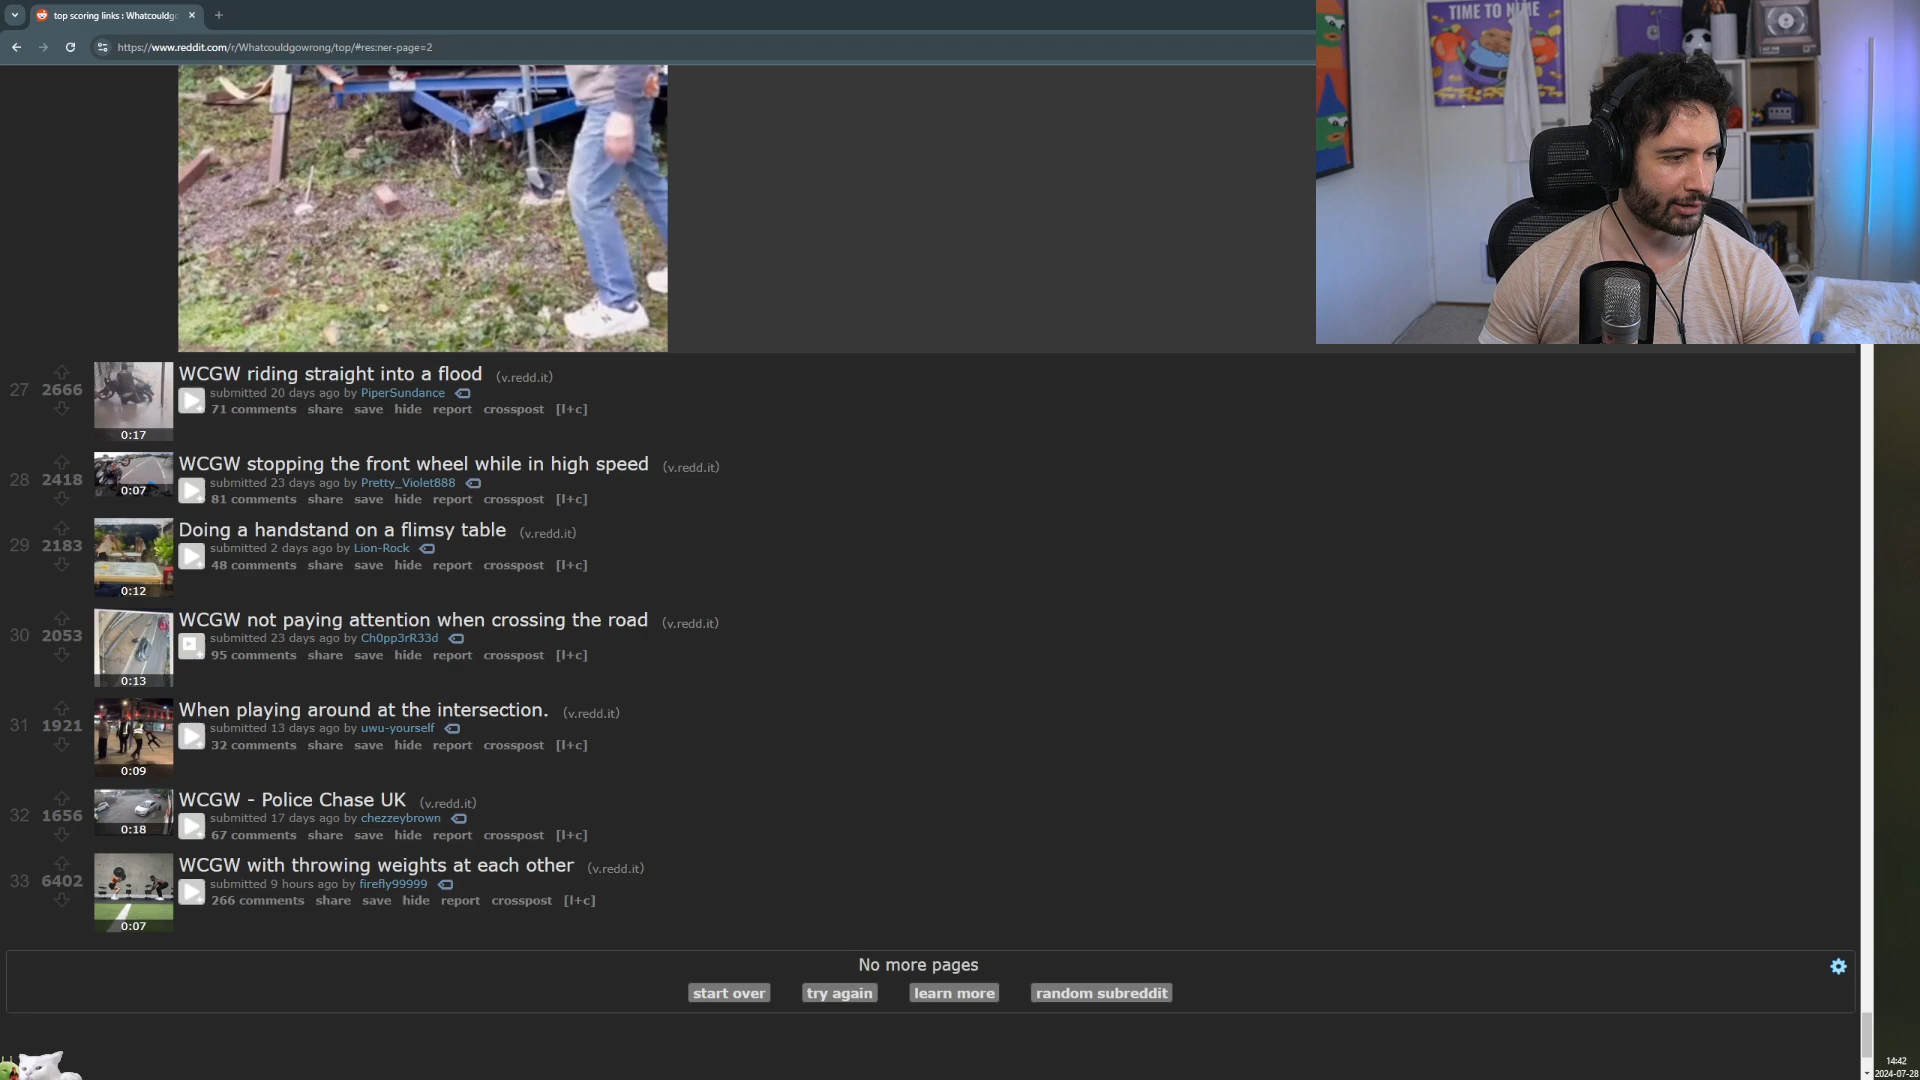 top scoring links : Whatcouldgo
https://www.reddit.com/r/Whatcouldgowrong/top/#res:ner-page=2
TIME TO NINE
27 2666
WCGW riding straight into a flood (v.redd.it)
submitted 20 days ago by PiperSundance
71 comments share save hide report crosspost [l+c]
0:17
28 2418
WCGW stopping the front wheel while in high speed (v.redd.it)
submitted 23 days ago by Pretty_Violet888
81 comments share save hide report crosspost [l+c]
0:07
29 2183
Doing a handstand on a flimsy table (v.redd.it)
submitted 2 days ago by Lion-Rock
48 comments share save hide report crosspost [l+c]
0:12
30 2053
WCGW not paying attention when crossing the road (v.redd.it)
submitted 23 days ago by Ch0pp3rR33d
95 comments share save hide report crosspost [l+c]
0:13
31 1921
When playing around at the intersection. (v.redd.it)
submitted 13 days ago by uwu-yourself
32 comments share save hide report crosspost [l+c]
0:09
32 1656
WCGW - Police Chase UK (v.redd.it)
submitted 17 days ago by chezzeybrown
67 comments share save hide report crosspost [l+c]
0:18
33 6402
WCGW with throwing weights at each other (v.redd.it)
submitted 9 hours ago by firefly99999
266 comments share save hide report crosspost [l+c]
0:07
No more pages
start over try again learn more random subreddit
14:42
2024-07-28